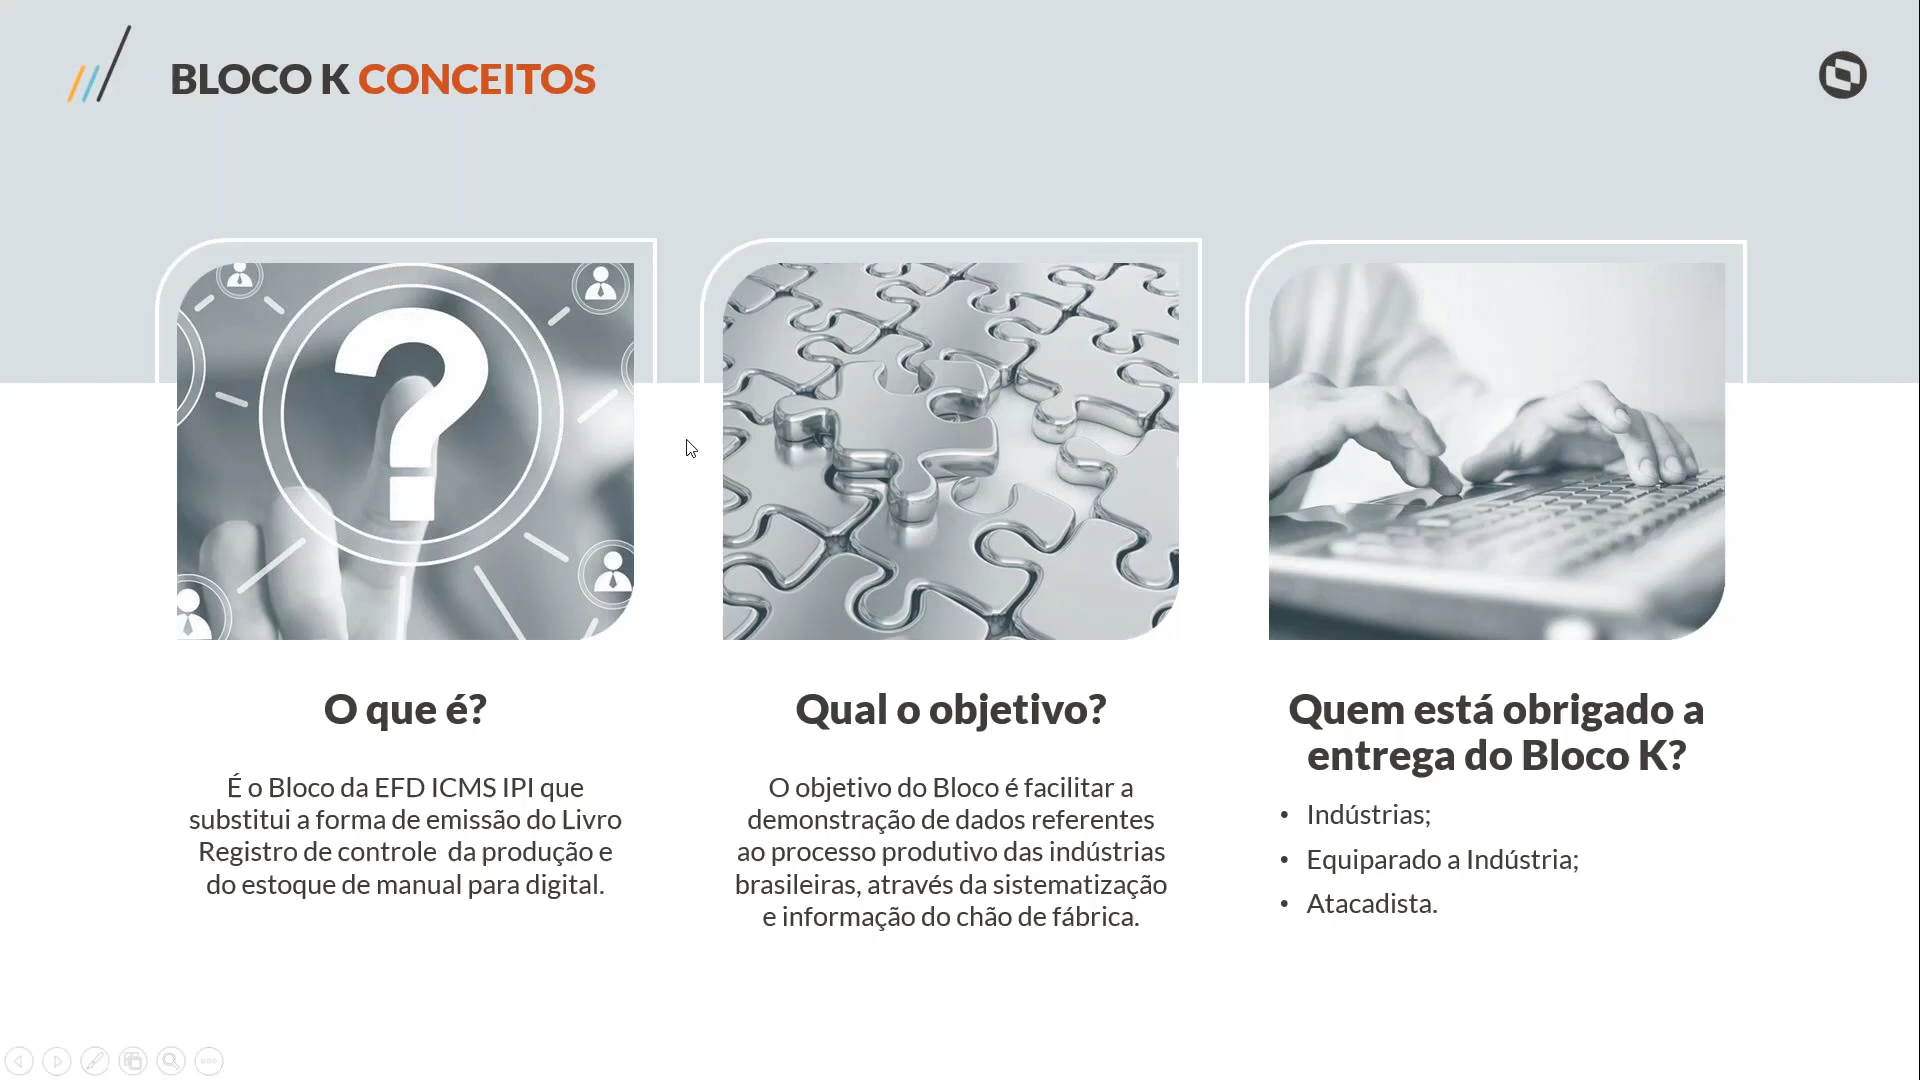 BLOCO K CONCEITOS
O que é?
É o Bloco da EFD ICMS IPI que
substitui a forma de emissão do Livro
Registro de controle  da produção e
do estoque de manual para digital.
Qual o objetivo?
O objetivo do Bloco é facilitar a
demonstração de dados referentes
ao processo produtivo das indústrias
brasileiras, através da sistematização
e informação do chão de fábrica.
Quem está obrigado a
entrega do Bloco K?
• Indústrias;
• Equiparado a Indústria;
• Atacadista.